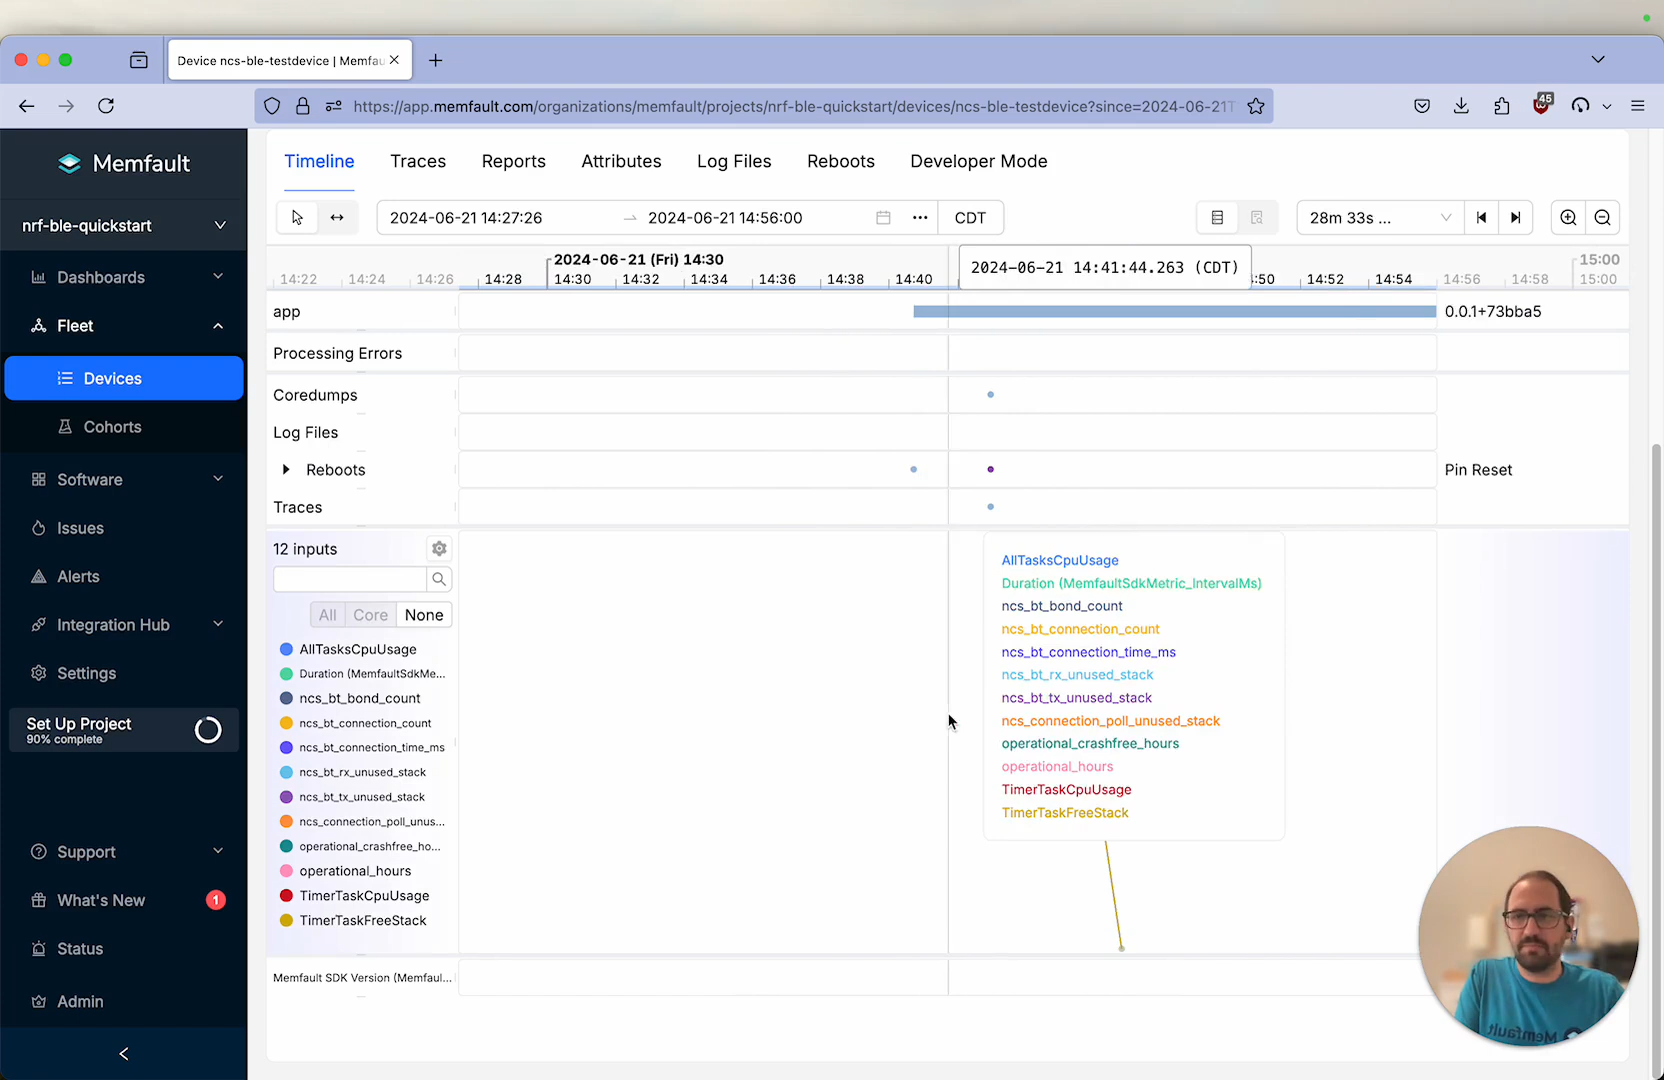 Device ncs-ble-testdevice | Memfau
https://app.memfault.com/organizations/memfault/projects/nrf-ble-quickstart/devices/ncs-ble-testdevice?since=2024-06-21T
45
Memfault
nrf-ble-quickstart
Dashboards
Fleet
Devices
Cohorts
Software
Issues
Alerts
Integration Hub
Settings
Set Up Project
90% complete
Support
What's New
1
Status
Admin
Timeline
Traces
Reports
Attributes
Log Files
Reboots
Developer Mode
2024-06-21 14:27:26
2024-06-21 14:56:00
CDT
28m 33s ...
2024-06-21 (Fri) 14:30
2024-06-21 14:41:44.263 (CDT)
15:00
14:22 14:24 14:26 14:28 14:30 14:32 14:34 14:36 14:38 14:40 :50 14:52 14:54 14:56 14:58 15:00
app
0.0.1+73bba5
Processing Errors
Coredumps
Log Files
Reboots
Pin Reset
Traces
12 inputs
All Core None
AllTasksCpuUsage
Duration (MemfaultSdkMe...
ncs_bt_bond_count
ncs_bt_connection_count
ncs_bt_connection_time_ms
ncs_bt_rx_unused_stack
ncs_bt_tx_unused_stack
ncs_connection_poll_unus...
operational_crashfree_ho...
operational_hours
TimerTaskCpuUsage
TimerTaskFreeStack
AllTasksCpuUsage
Duration (MemfaultSdkMetric_IntervalMs)
ncs_bt_bond_count
ncs_bt_connection_count
ncs_bt_connection_time_ms
ncs_bt_rx_unused_stack
ncs_bt_tx_unused_stack
ncs_connection_poll_unused_stack
operational_crashfree_hours
operational_hours
TimerTaskCpuUsage
TimerTaskFreeStack
Memfault SDK Version (Memfaul...
Memfault